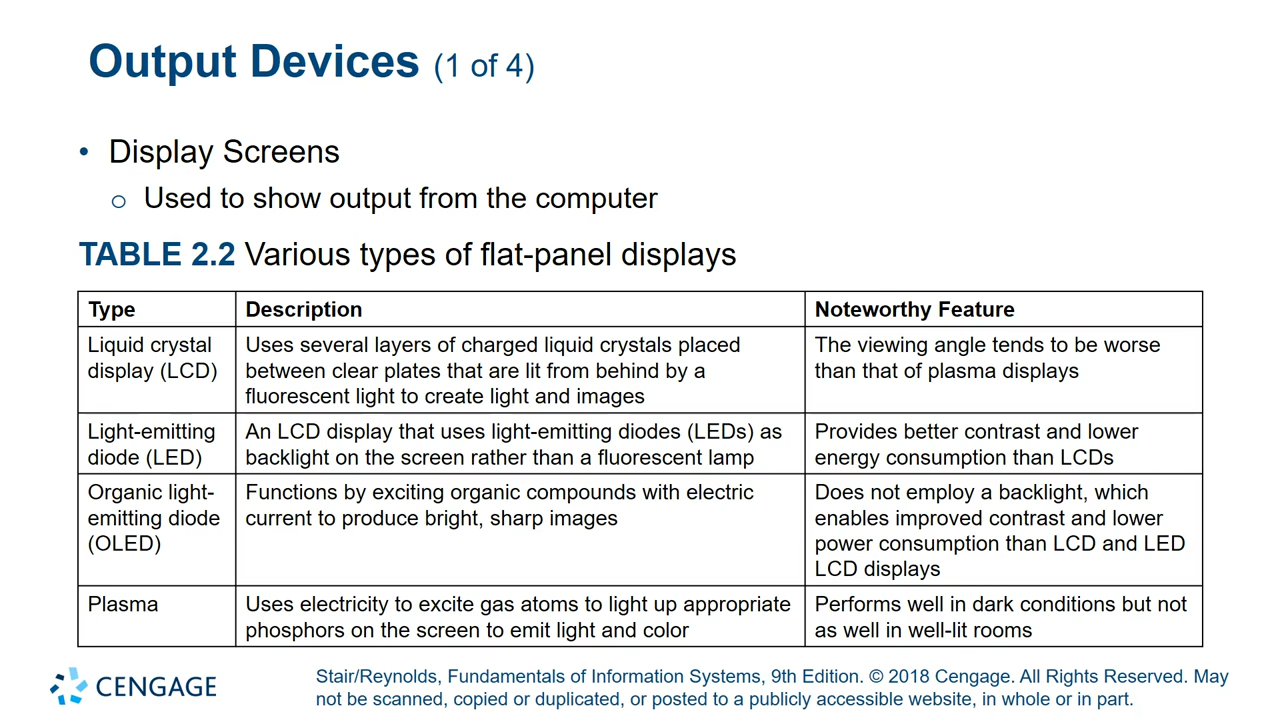 Output Devices (1 of 4)
• Display Screens
o Used to show output from the computer
TABLE 2.2 Various types of flat-panel displays
Type
Description
Noteworthy Feature
Liquid crystal
display (LCD)
Uses several layers of charged liquid crystals placed
between clear plates that are lit from behind by a
fluorescent light to create light and images
The viewing angle tends to be worse
than that of plasma displays
Light-emitting
diode (LED)
An LCD display that uses light-emitting diodes (LEDs) as
backlight on the screen rather than a fluorescent lamp
Provides better contrast and lower
energy consumption than LCDs
Organic light-
emitting diode
(OLED)
Functions by exciting organic compounds with electric
current to produce bright, sharp images
Does not employ a backlight, which
enables improved contrast and lower
power consumption than LCD and LED
LCD displays
Plasma
Uses electricity to excite gas atoms to light up appropriate
phosphors on the screen to emit light and color
Performs well in dark conditions but not
as well in well-lit rooms
CENGAGE
Stair/Reynolds, Fundamentals of Information Systems, 9th Edition. © 2018 Cengage. All Rights Reserved. May
not be scanned, copied or duplicated, or posted to a publicly accessible website, in whole or in part.